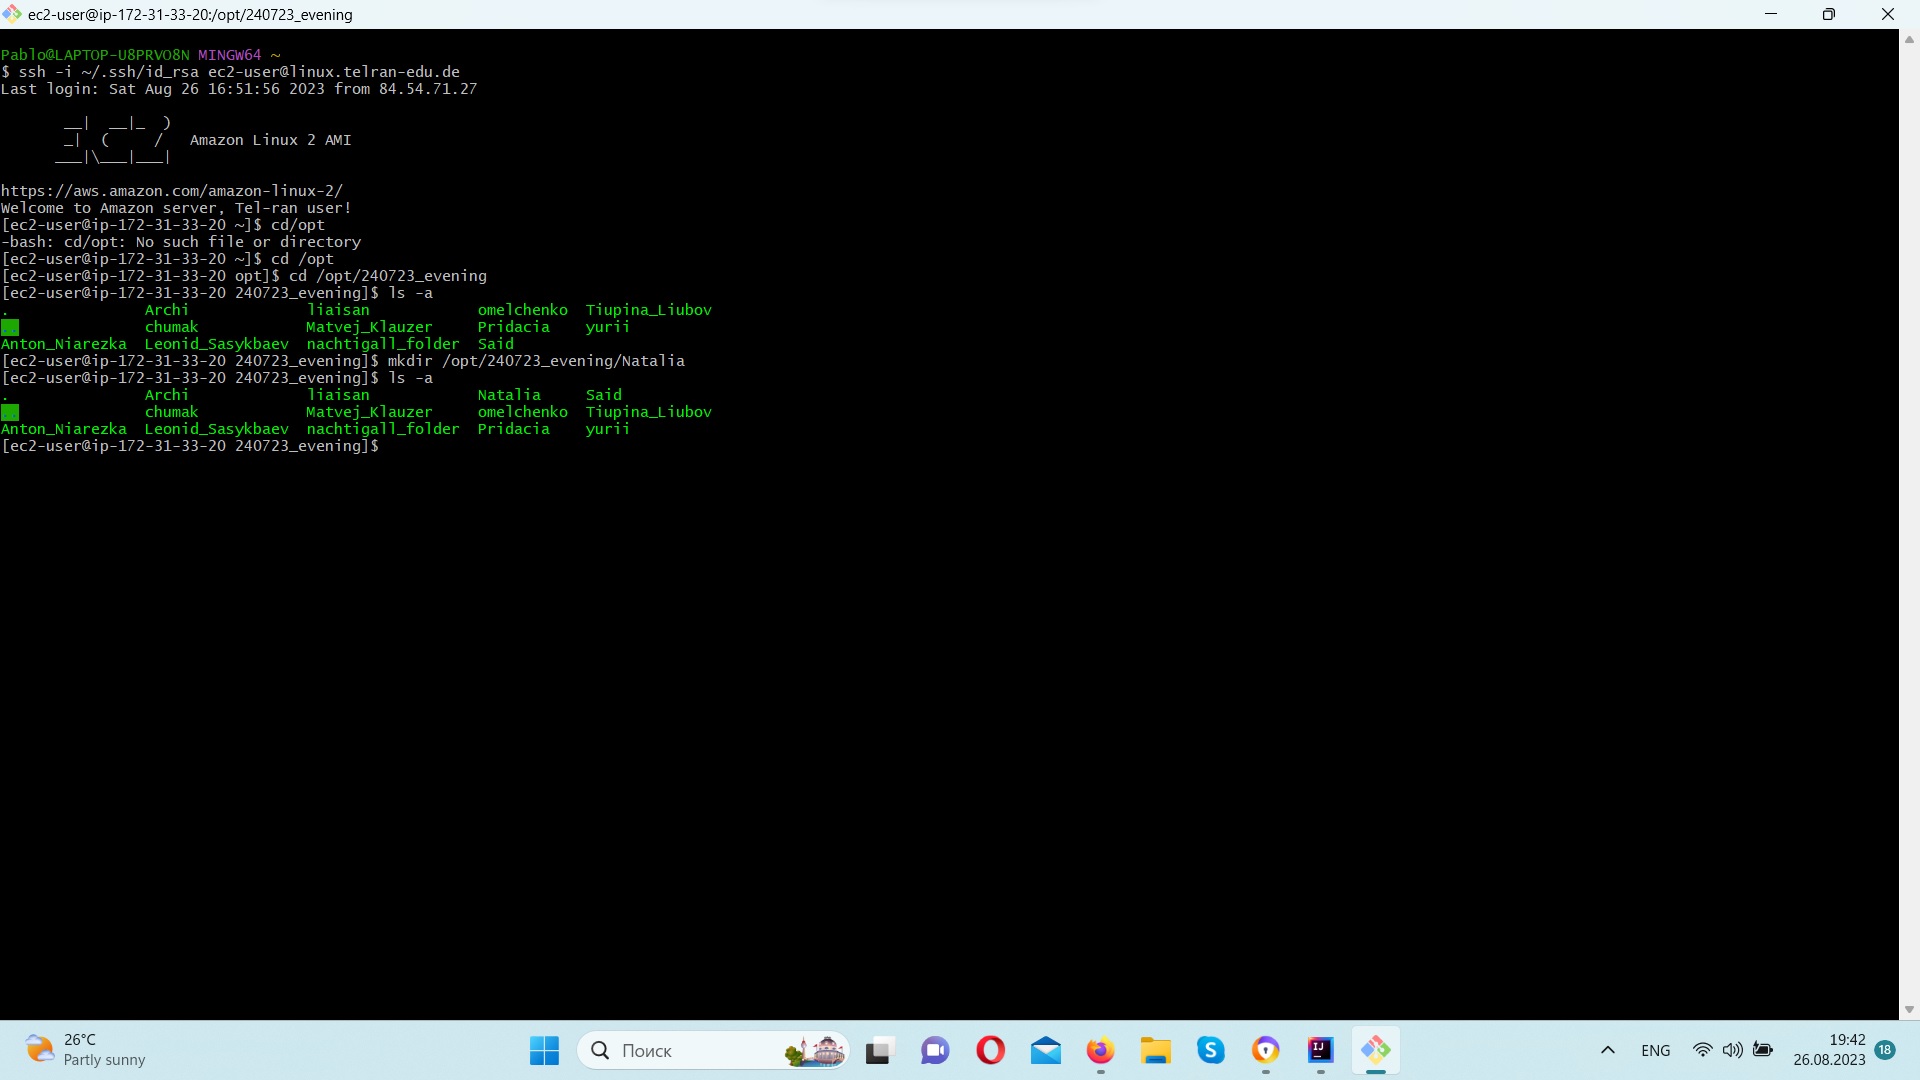 ec2-user@ip-172-31-33-20:/opt/240723_evening
Pablo@LAPTOP-U8PRVO8N MINGW64 ~
$ ssh -i ~/.ssh/id_rsa ec2-user@linux.telran-edu.de
Last login: Sat Aug 26 16:51:56 2023 from 84.54.71.27
       __|  __|_  )
       _|  (     /   Amazon Linux 2 AMI
      ___|\___|___|
https://aws.amazon.com/amazon-linux-2/
Welcome to Amazon server, Tel-ran user!
[ec2-user@ip-172-31-33-20 ~]$ cd/opt
-bash: cd/opt: No such file or directory
[ec2-user@ip-172-31-33-20 ~]$ cd /opt
[ec2-user@ip-172-31-33-20 opt]$ cd /opt/240723_evening
[ec2-user@ip-172-31-33-20 240723_evening]$ ls -a
.               Archi             liaisan            omelchenko  Tiupina_Liubov
..              chumak            Matvej_Klauzer     Pridacia    yurii
Anton_Niarezka  Leonid_Sasykbaev  nachtigall_folder  Said
[ec2-user@ip-172-31-33-20 240723_evening]$ mkdir /opt/240723_evening/Natalia
[ec2-user@ip-172-31-33-20 240723_evening]$ ls -a
.               Archi             liaisan            Natalia     Said
..              chumak            Matvej_Klauzer     omelchenko  Tiupina_Liubov
Anton_Niarezka  Leonid_Sasykbaev  nachtigall_folder  Pridacia    yurii
[ec2-user@ip-172-31-33-20 240723_evening]$
26°C
Partly sunny
Поиск
S
IJ
ENG
19:42
26.08.2023
18